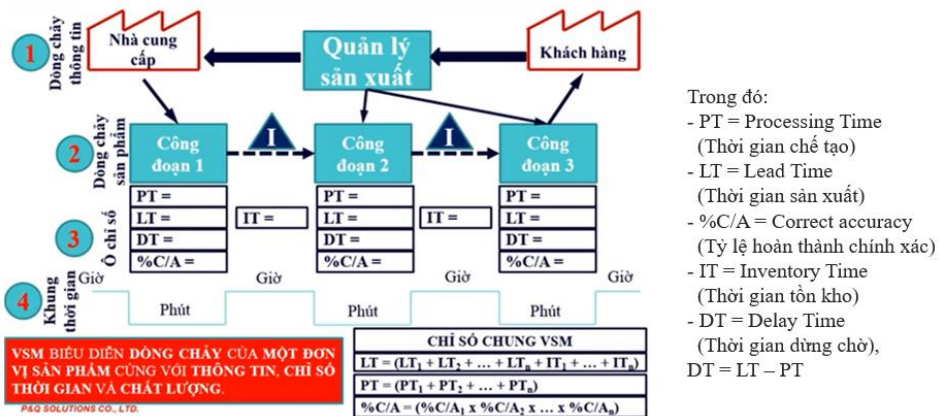 1
Dòng chảy
thông tin
Nhà cung
cấp
Quản lý
sản xuất
Khách hàng
2
Dòng chảy
sản phẩm
Công
đoạn 1
I
Công
đoạn 2
I
Công
đoạn 3
3
Ô chỉ số
PT =
LT =
DT =
%C/A =
IT =
PT =
LT =
DT =
%C/A =
IT =
PT =
LT =
DT =
%C/A =
4
Khung
thời gian
Giờ
Phút
Giờ
Phút
Giờ
Phút
Giờ
VSM BIỂU DIỄN DÒNG CHẢY CỦA MỘT ĐƠN
VỊ SẢN PHẨM CÙNG VỚI THÔNG TIN, CHỈ SỐ
THỜI GIAN VÀ CHẤT LƯỢNG.
P&Q SOLUTIONS CO., LTD.
CHỈ SỐ CHUNG VSM
LT = (LT₁ + LT₂ + … + LTₙ + IT₁ + … + ITₙ)
PT = (PT₁ + PT₂ + … + PTₙ)
%C/A = (%C/A₁ x %C/A₂ x … x %C/Aₙ)
Trong đó:
- PT = Processing Time
(Thời gian chế tạo)
- LT = Lead Time
(Thời gian sản xuất)
- %C/A = Correct accuracy
(Tỷ lệ hoàn thành chính xác)
- IT = Inventory Time
(Thời gian tồn kho)
- DT = Delay Time
(Thời gian dừng chờ),
DT = LT – PT